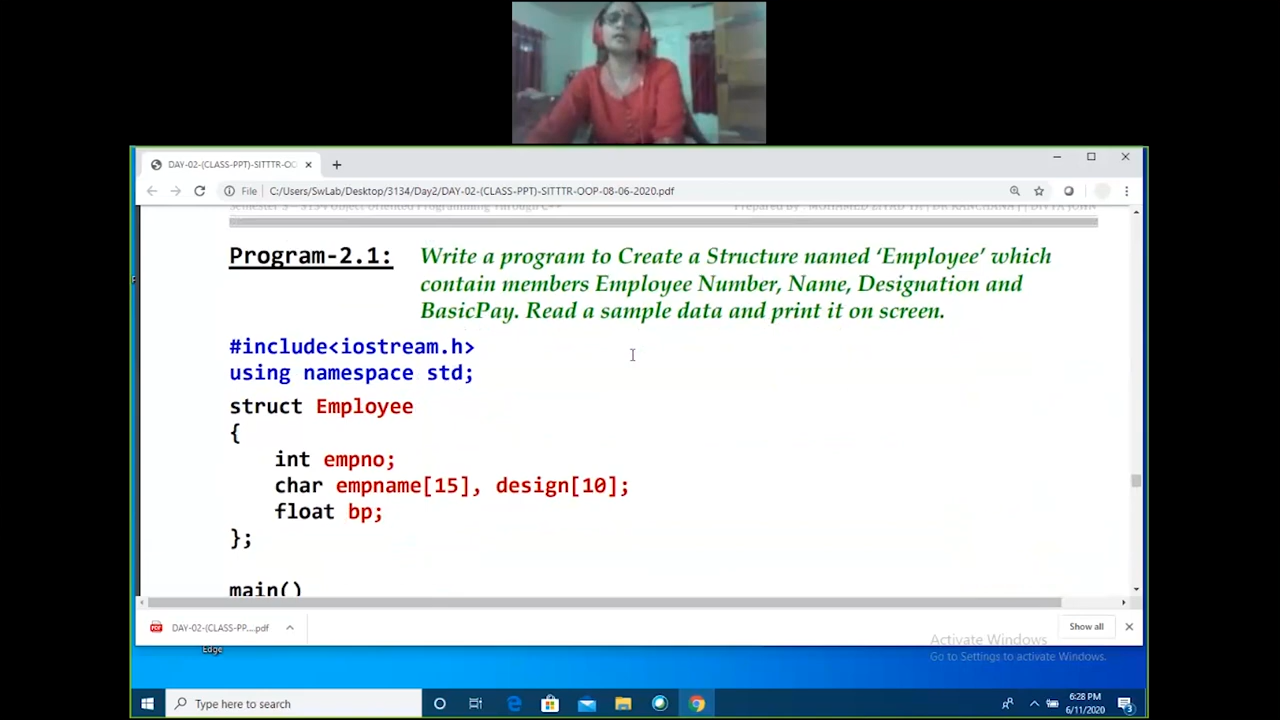 DAY-02-(CLASS-PPT)-SITTTR-OO
File
C:/Users/SwLab/Desktop/3134/Day2/DAY-02-(CLASS-PPT)-SITTTR-OOP-08-06-2020.pdf
Program-2.1: Write a program to Create a Structure named ‘Employee’ which
contain members Employee Number, Name, Designation and
BasicPay. Read a sample data and print it on screen.
#include<iostream.h>
using namespace std;
struct Employee
{
int empno;
char empname[15], design[10];
float bp;
};
main()
DAY-02-(CLASS-PP....pdf
Show all
Activate Windows
Go to Settings to activate Windows.
Edge
Type here to search
6:28 PM
6/11/2020
3